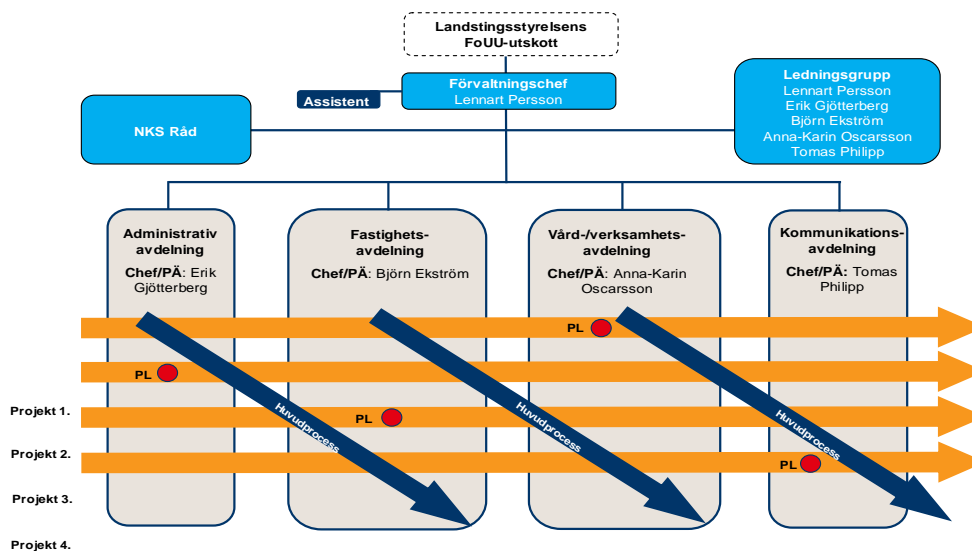 Landstingsstyrelsens
FoUU-utskott
Förvaltningschef
Lennart Persson
Assistent
NKS Råd
Ledningsgrupp
Lennart Persson
Erik Gjötterberg
Björn Ekström
Anna-Karin Oscarsson
Tomas Philipp
Administrativ
avdelning
Chef/PÄ: Erik
Gjötterberg
Fastighets-
avdelning
Chef/PÄ: Björn Ekström
Vård-/verksamhets-
avdelning
Chef/PÄ: Anna-Karin
Oscarsson
Kommunikations-
avdelning
Chef/PÄ: Tomas
Philipp
PL
PL
PL
PL
Huvudprocess
Huvudprocess
Huvudprocess
Projekt 1.
Projekt 2.
Projekt 3.
Projekt 4.